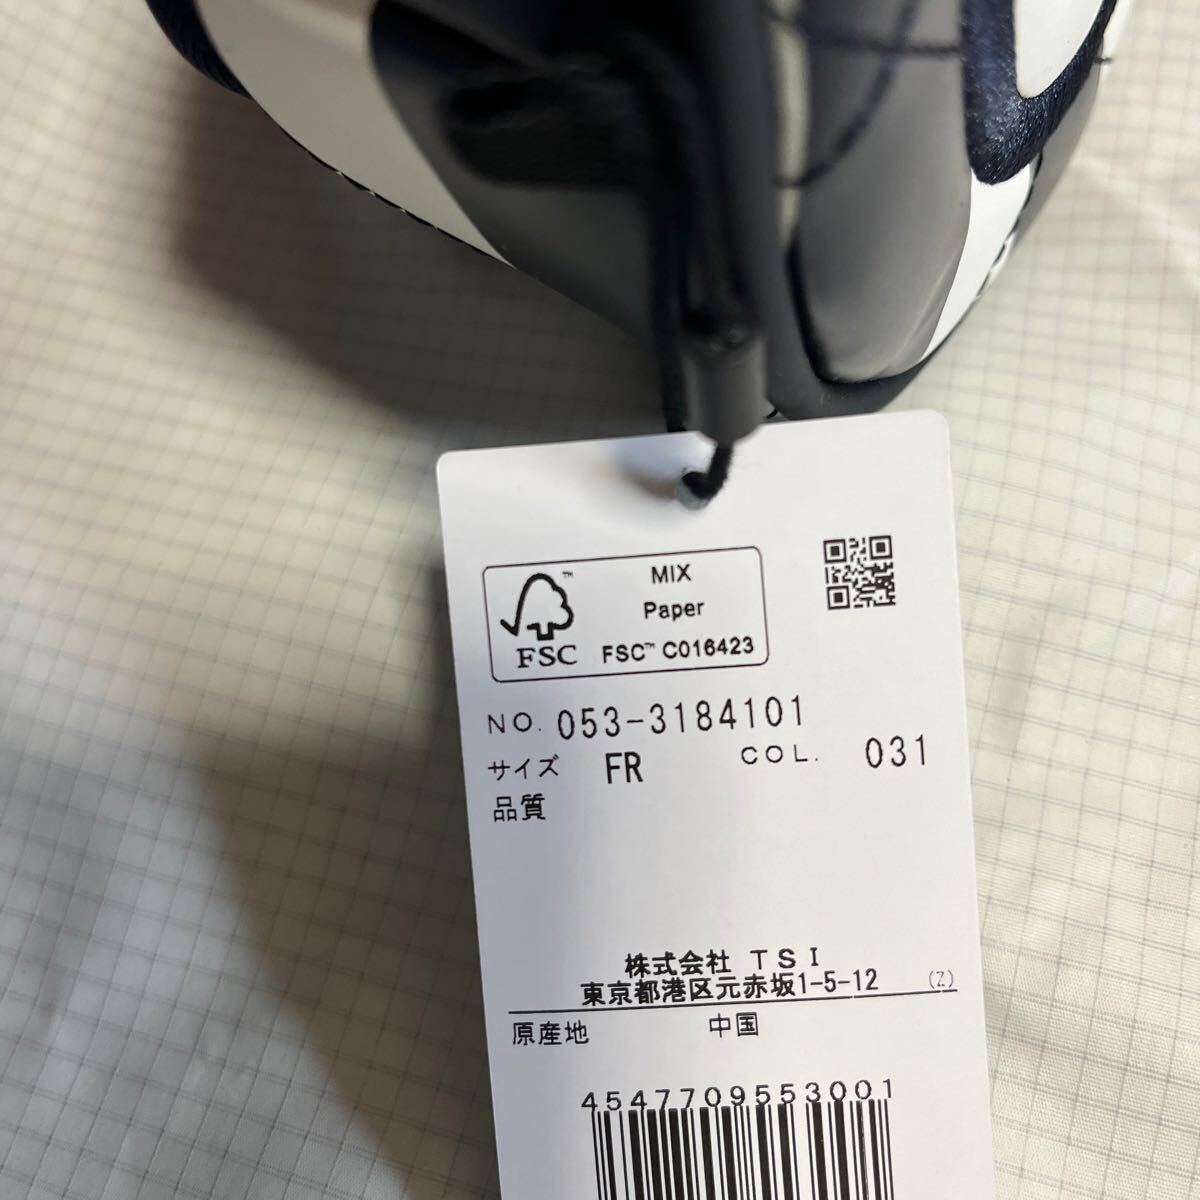 MIX
Paper
FSC™ C016423
™
FSC
NO. 053-3184101
サイズ FR COL. 031
品質
株式会社 TSI
東京都港区元赤坂1-5-12 (Z)
原産地 中国
4547709553001